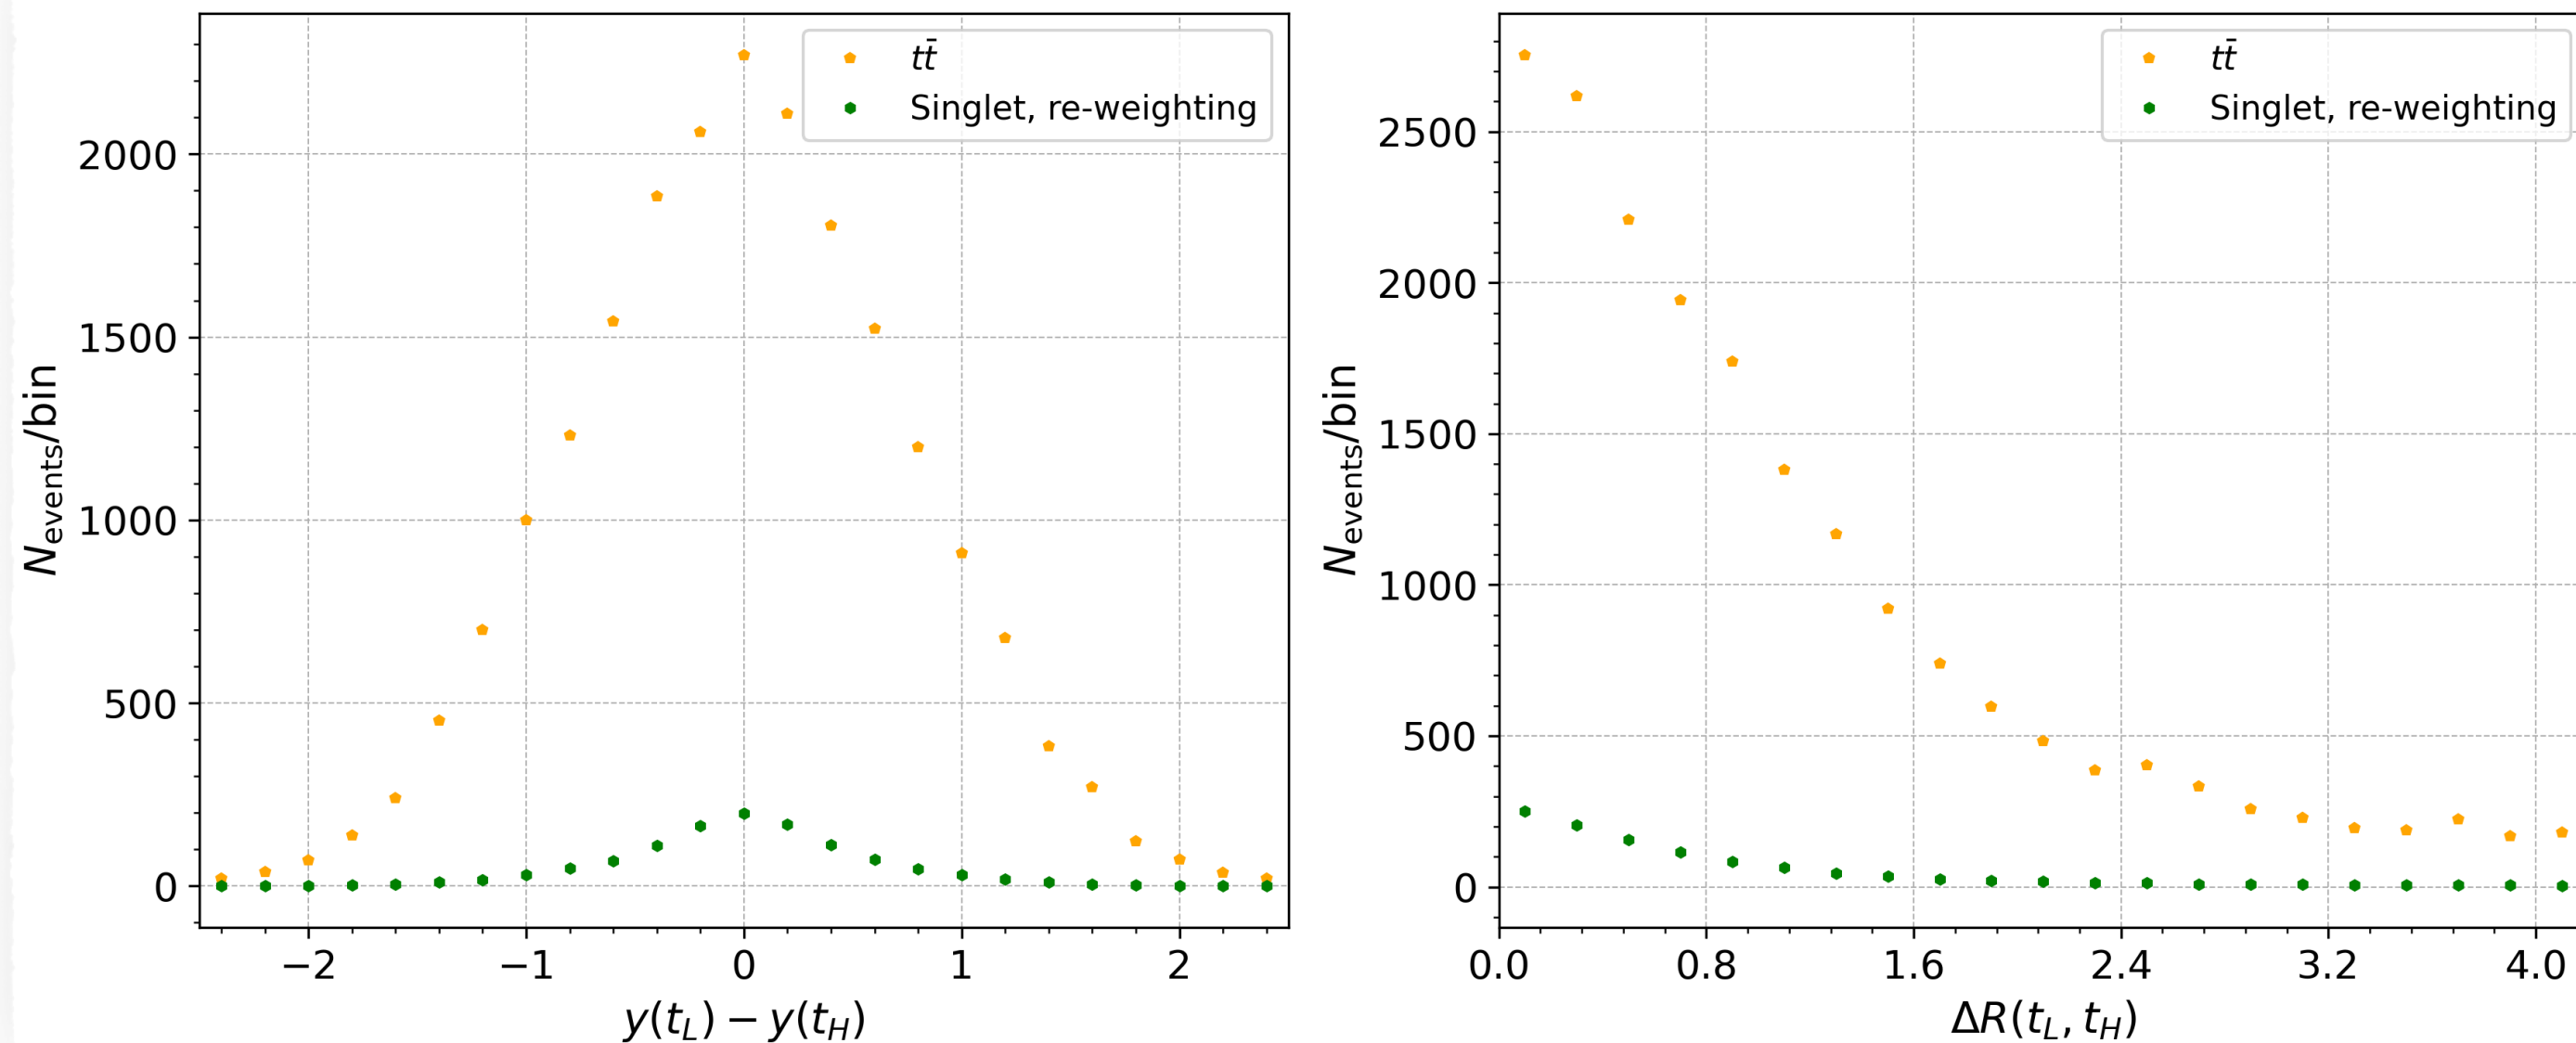 tt̄
Singlet, re-weighting
2000
1500
1000
500
0
N_events/bin
−2 −1 0 1 2
y(t_L) − y(t_H)
tt̄
Singlet, re-weighting
2500
2000
1500
1000
500
0
N_events/bin
0.0 0.8 1.6 2.4 3.2 4.0
ΔR(t_L, t_H)